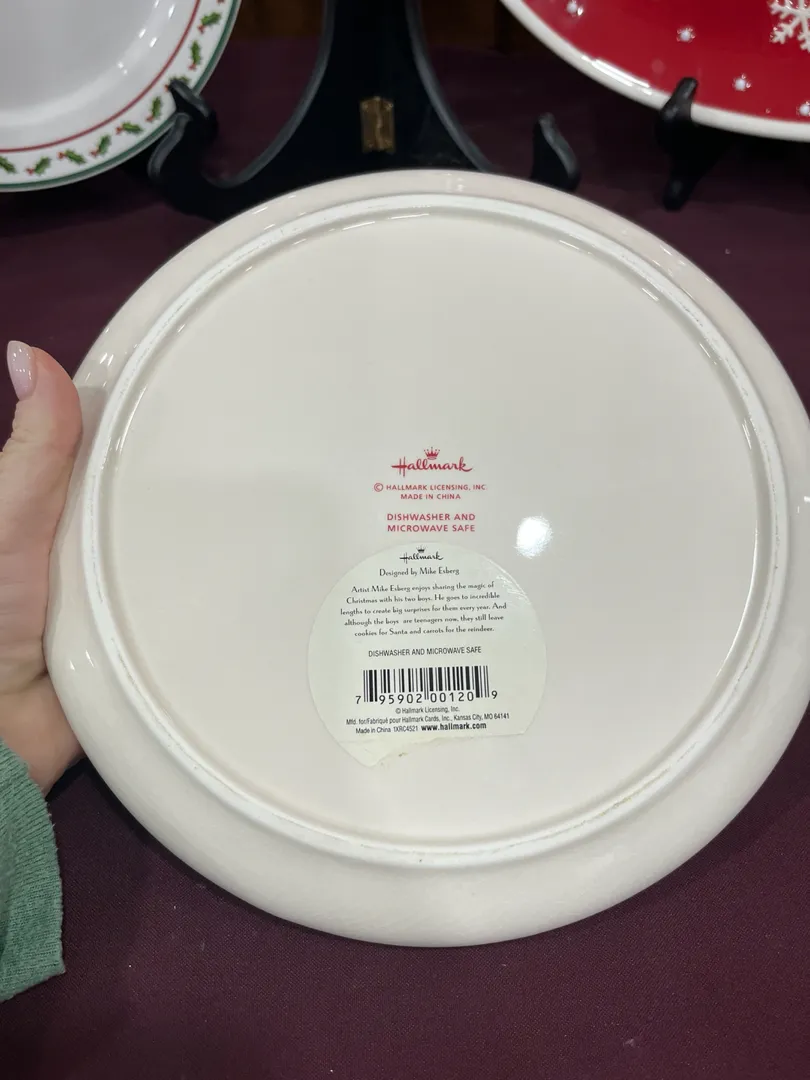 Hallmark
© HALLMARK LICENSING, INC
MADE IN CHINA
DISHWASHER AND
MICROWAVE SAFE
Hallmark
Designed by Mike Esberg
Artist Mike Esberg enjoys sharing the magic of
Christmas with his two boys. He goes to incredible
lengths to create big surprises for them every year. And
although the boys are teenagers now, they still leave
cookies for Santa and carrots for the reindeer.
DISHWASHER AND MICROWAVE SAFE
7 95902 00120 9
© Hallmark Licensing, Inc.
Mfd. for/Fabriqué pour Hallmark Cards, Inc., Kansas City, MO 64141
Made in China 1XRC4521 www.hallmark.com